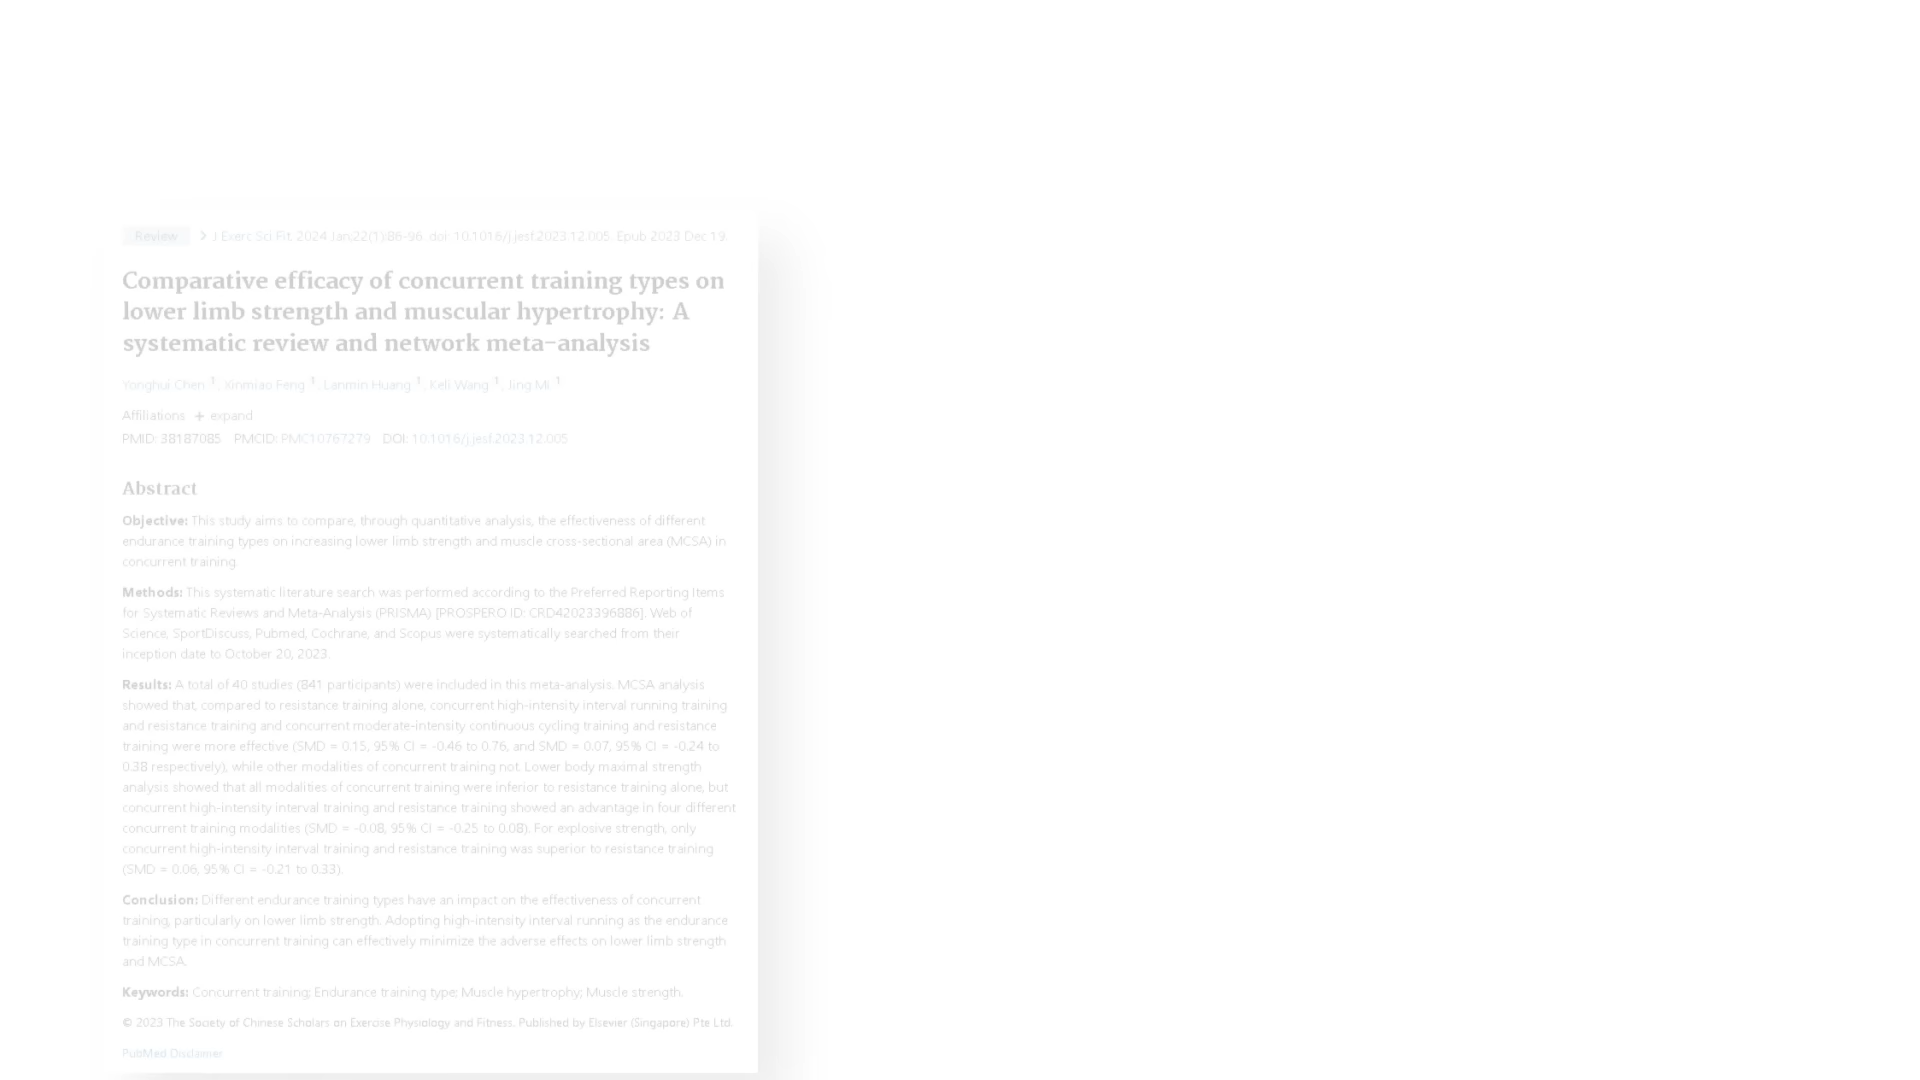 Review > J Exerc Sci Fit. 2024 Jan;22(1):86-96. doi: 10.1016/j.jesf.2023.12.005. Epub 2023 Dec 19.
Comparative efficacy of concurrent training types on
lower limb strength and muscular hypertrophy: A
systematic review and network meta-analysis
Yonghui Chen 1, Xinmiao Feng 1, Lanmin Huang 1, Keli Wang 1, Jing Mi 1
Affiliations + expand
PMID: 38187085 PMCID: PMC10767279 DOI: 10.1016/j.jesf.2023.12.005
Abstract
Objective: This study aims to compare, through quantitative analysis, the effectiveness of different
endurance training types on increasing lower limb strength and muscle cross-sectional area (MCSA) in
concurrent training.
Methods: This systematic literature search was performed according to the Preferred Reporting Items
for Systematic Reviews and Meta-Analysis (PRISMA) [PROSPERO ID: CRD42023396886]. Web of
Science, SportDiscuss, Pubmed, Cochrane, and Scopus were systematically searched from their
inception date to October 20, 2023.
Results: A total of 40 studies (841 participants) were included in this meta-analysis. MCSA analysis
showed that, compared to resistance training alone, concurrent high-intensity interval running training
and resistance training and concurrent moderate-intensity continuous cycling training and resistance
training were more effective (SMD = 0.15, 95% CI = -0.46 to 0.76, and SMD = 0.07, 95% CI = -0.24 to
0.38 respectively), while other modalities of concurrent training not. Lower body maximal strength
analysis showed that all modalities of concurrent training were inferior to resistance training alone, but
concurrent high-intensity interval training and resistance training showed an advantage in four different
concurrent training modalities (SMD = -0.08, 95% CI = -0.25 to 0.08). For explosive strength, only
concurrent high-intensity interval training and resistance training was superior to resistance training
(SMD = 0.06, 95% CI = -0.21 to 0.33).
Conclusion: Different endurance training types have an impact on the effectiveness of concurrent
training, particularly on lower limb strength. Adopting high-intensity interval running as the endurance
training type in concurrent training can effectively minimize the adverse effects on lower limb strength
and MCSA.
Keywords: Concurrent training; Endurance training type; Muscle hypertrophy; Muscle strength.
© 2023 The Society of Chinese Scholars on Exercise Physiology and Fitness. Published by Elsevier (Singapore) Pte Ltd.
PubMed Disclaimer